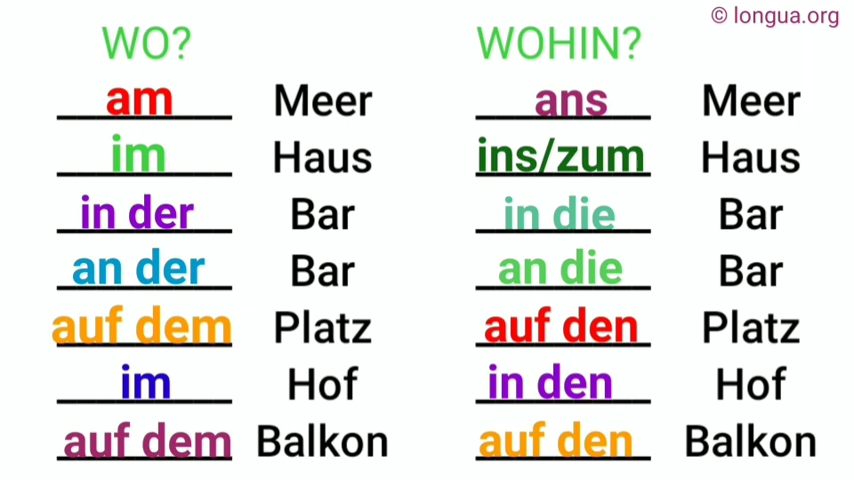 © longua.org
WO? WOHIN?
am Meer ans Meer
im Haus ins/zum Haus
in der Bar in die Bar
an der Bar an die Bar
auf dem Platz auf den Platz
im Hof in den Hof
auf dem Balkon auf den Balkon